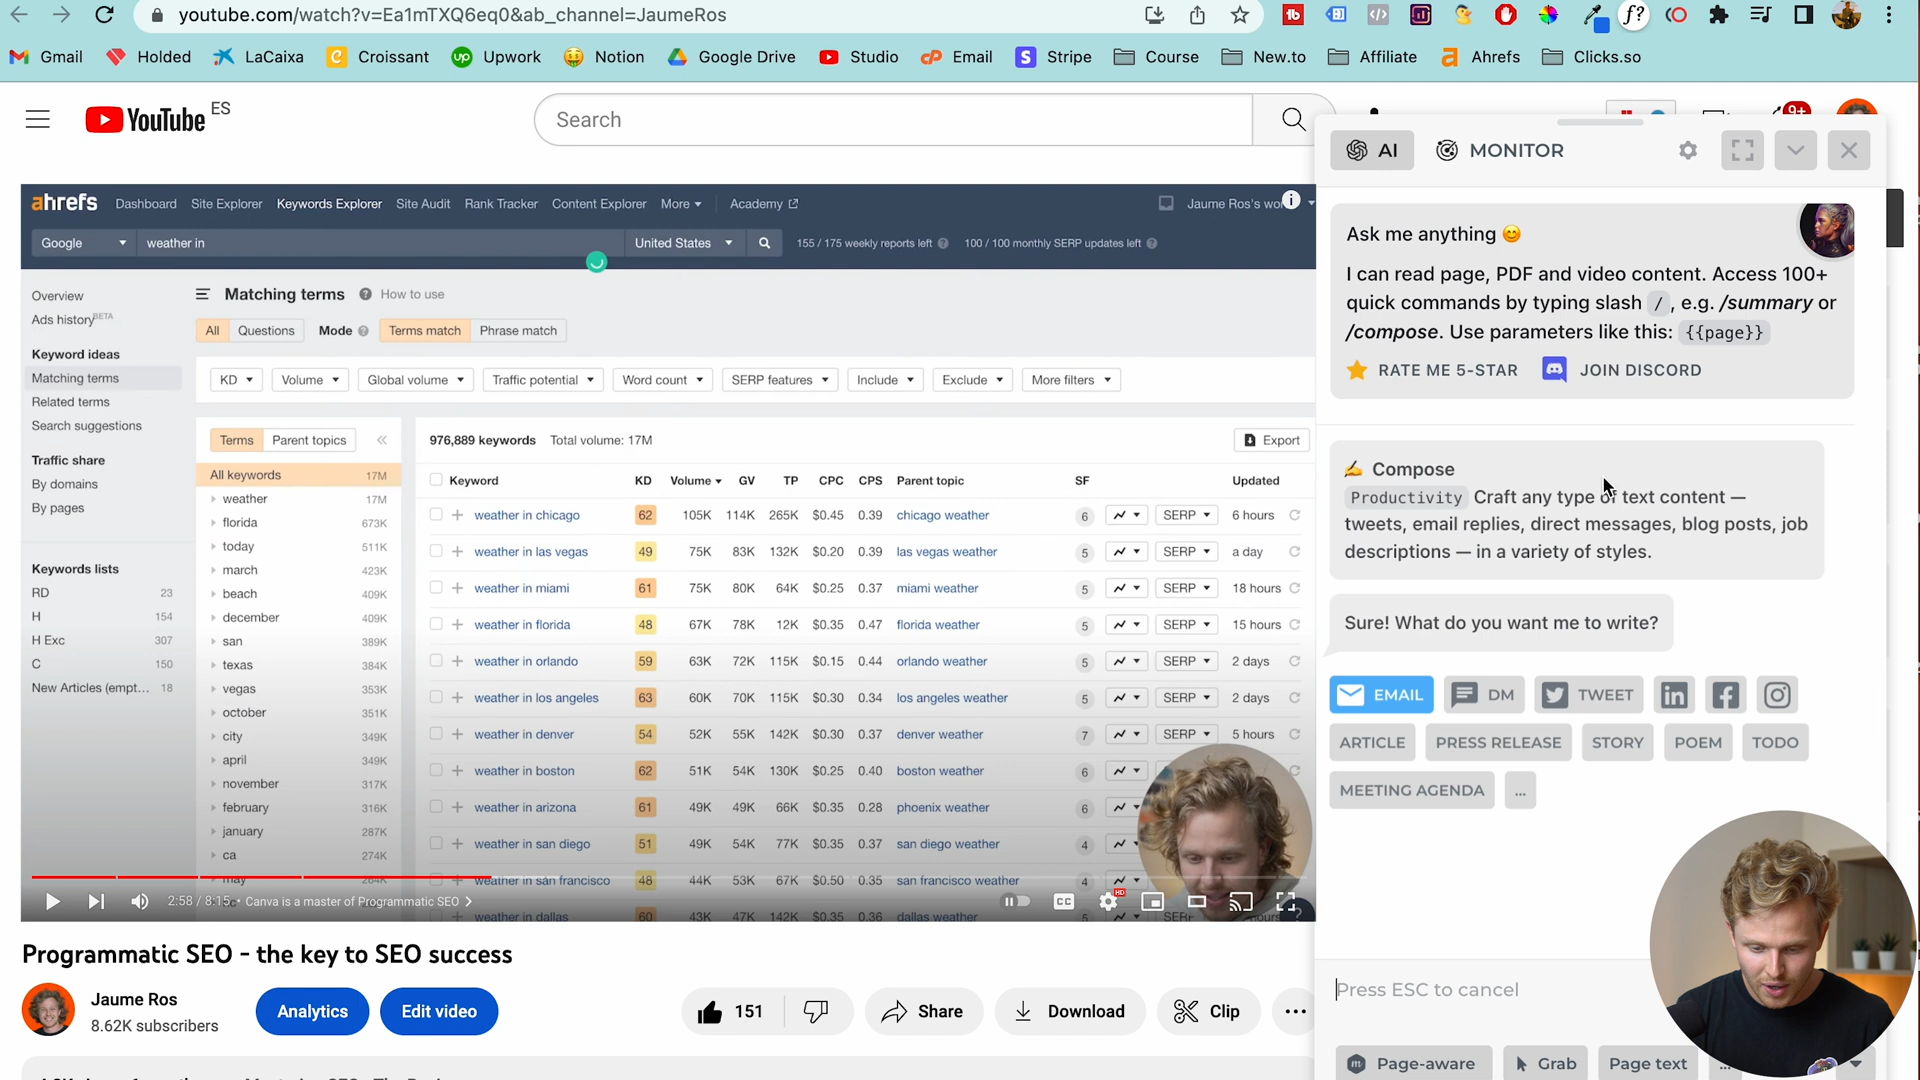 youtube.com/watch?v=Ea1mTXQ6eq0&ab_channel=JaumeRos
Gmail Holded LaCaixa Croissant Upwork Notion Google Drive Studio Email Stripe Course New.to Affiliate Ahrefs Clicks.so
YouTube ES
Search
9+
AI MONITOR
ahrefs Dashboard Site Explorer Keywords Explorer Site Audit Rank Tracker Content Explorer More Academy Jaume Ros's
Google weather in United States 155 / 175 weekly reports left 100 / 100 monthly SERP updates left
Overview
Ads history BETA
Keyword ideas
Matching terms
Related terms
Search suggestions
Traffic share
By domains
By pages
Keywords lists
RD 23
H 154
H Exc 307
C 150
New Articles (empt... 18
Matching terms How to use
All Questions Mode Terms match Phrase match
KD Volume Global volume Traffic potential Word count SERP features Include Exclude More filters
Terms Parent topics
All keywords 17M
weather 17M
florida 673K
today 511K
march 423K
beach 409K
december 409K
san 389K
texas 384K
vegas 353K
october 351K
city 349K
april 349K
november 317K
february 316K
january 287K
ca 274K
may 264K
976,889 keywords Total volume: 17M Export
Keyword KD Volume GV TP CPC CPS Parent topic SF Updated
weather in chicago 62 105K 114K 265K $0.45 0.39 chicago weather 6 SERP 6 hours
weather in las vegas 49 75K 83K 132K $0.20 0.39 las vegas weather 5 SERP a day
weather in miami 61 75K 80K 64K $0.25 0.37 miami weather 5 SERP 18 hours
weather in florida 48 67K 78K 12K $0.35 0.47 florida weather 5 SERP 15 hours
weather in orlando 59 63K 72K 115K $0.15 0.44 orlando weather 5 SERP 2 days
weather in los angeles 63 60K 70K 115K $0.30 0.34 los angeles weather 5 SERP 2 days
weather in denver 54 52K 55K 142K $0.30 0.37 denver weather 7 SERP 5 hours
weather in boston 62 51K 54K 130K $0.25 0.40 boston weather 6
weather in arizona 61 49K 49K 66K $0.35 0.28 phoenix weather 6
weather in san diego 51 49K 54K 77K $0.35 0.37 san diego weather 4
weather in san francisco 48 44K 53K 67K $0.50 0.35 san francisco weather 4
weather in dallas 60 43K 47K 142K $0.35 0.36 dallas weather
2:58 / 8:15 • Canva is a master of Programmatic SEO
CC HD
Programmatic SEO - the key to SEO success
Jaume Ros
8.62K subscribers
Analytics Edit video 151 Share Download Clip ...
Ask me anything 😊
I can read page, PDF and video content. Access 100+
quick commands by typing slash /, e.g. /summary or
/compose. Use parameters like this: {{page}}
RATE ME 5-STAR JOIN DISCORD
✍️ Compose
Productivity Craft any type of text content —
tweets, email replies, direct messages, blog posts, job
descriptions — in a variety of styles.
Sure! What do you want me to write?
EMAIL DM TWEET
ARTICLE PRESS RELEASE STORY POEM TODO
MEETING AGENDA ...
Press ESC to cancel
Page-aware Grab Page text